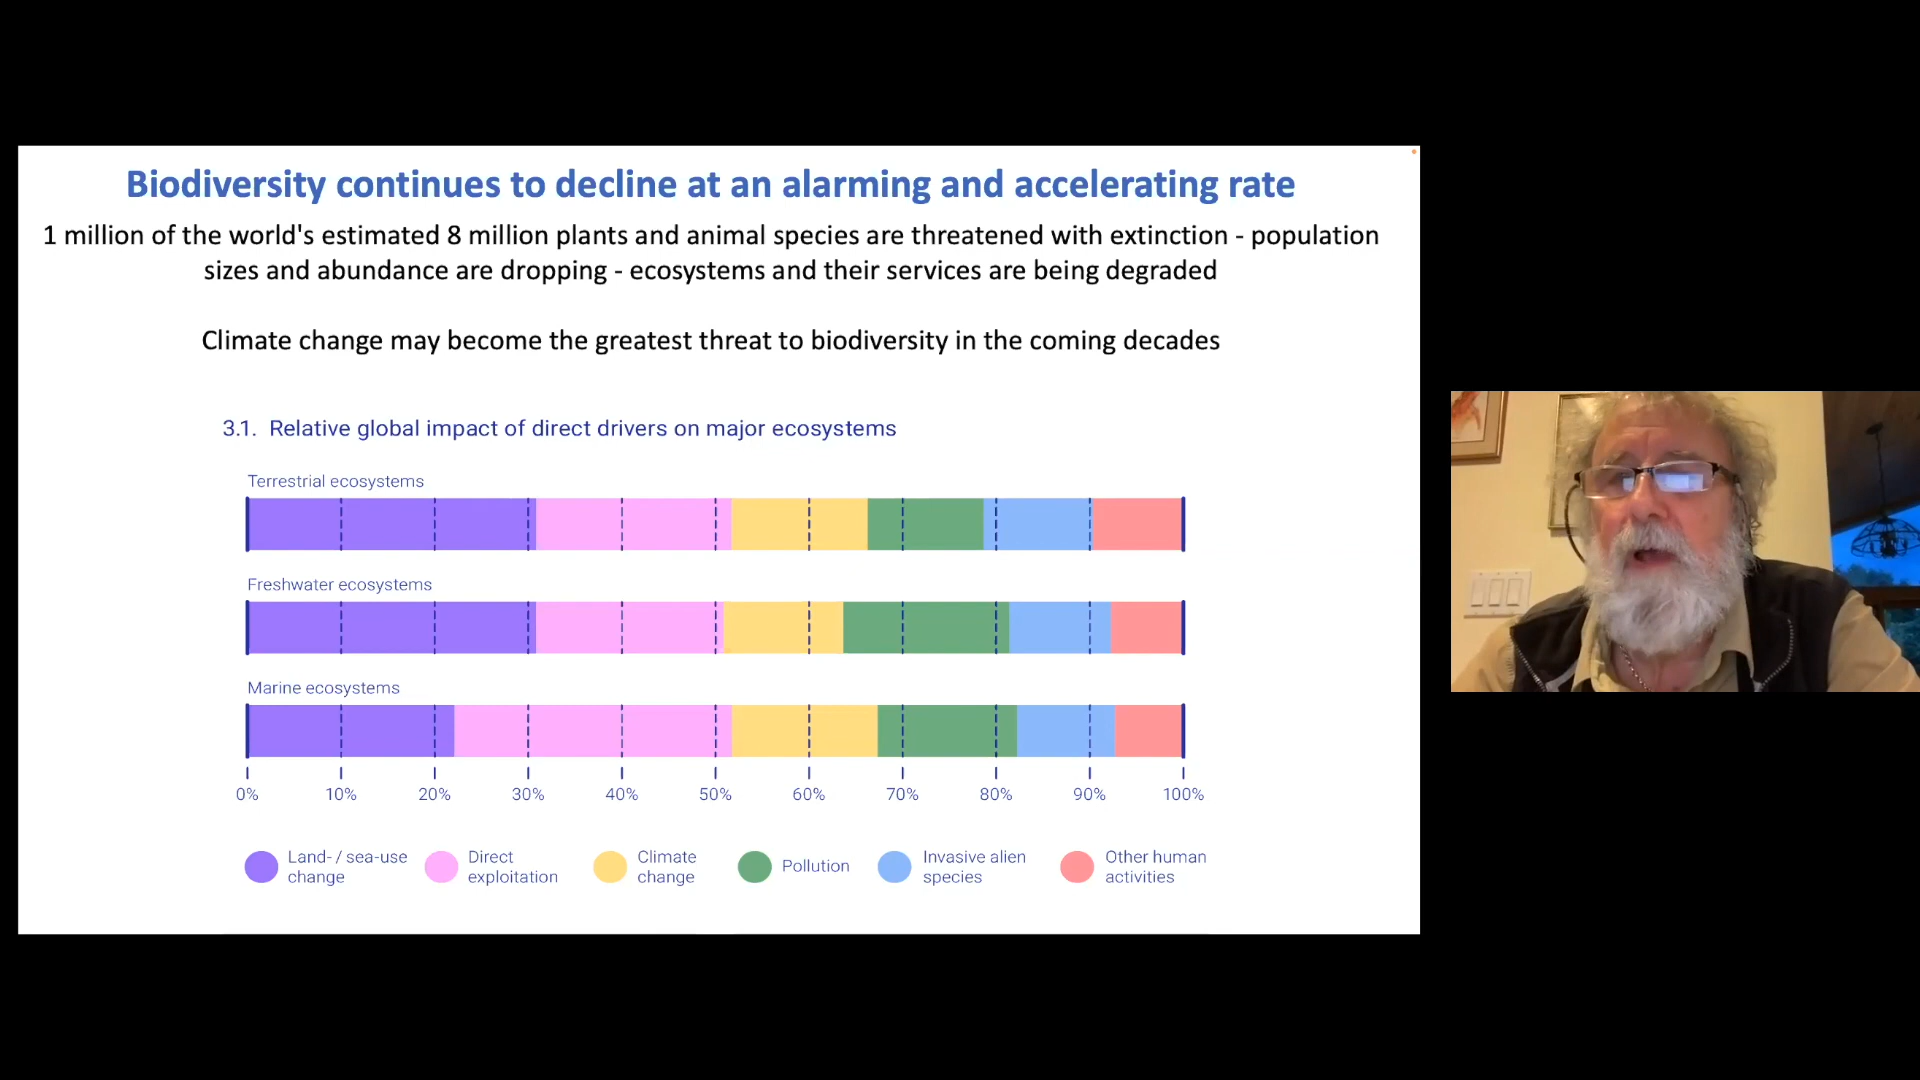 Biodiversity continues to decline at an alarming and accelerating rate
1 million of the world's estimated 8 million plants and animal species are threatened with extinction - population
sizes and abundance are dropping - ecosystems and their services are being degraded
Climate change may become the greatest threat to biodiversity in the coming decades
3.1. Relative global impact of direct drivers on major ecosystems
Terrestrial ecosystems
Freshwater ecosystems
Marine ecosystems
0% 10% 20% 30% 40% 50% 60% 70% 80% 90% 100%
Land- / sea-use change
Direct exploitation
Climate change
Pollution
Invasive alien species
Other human activities